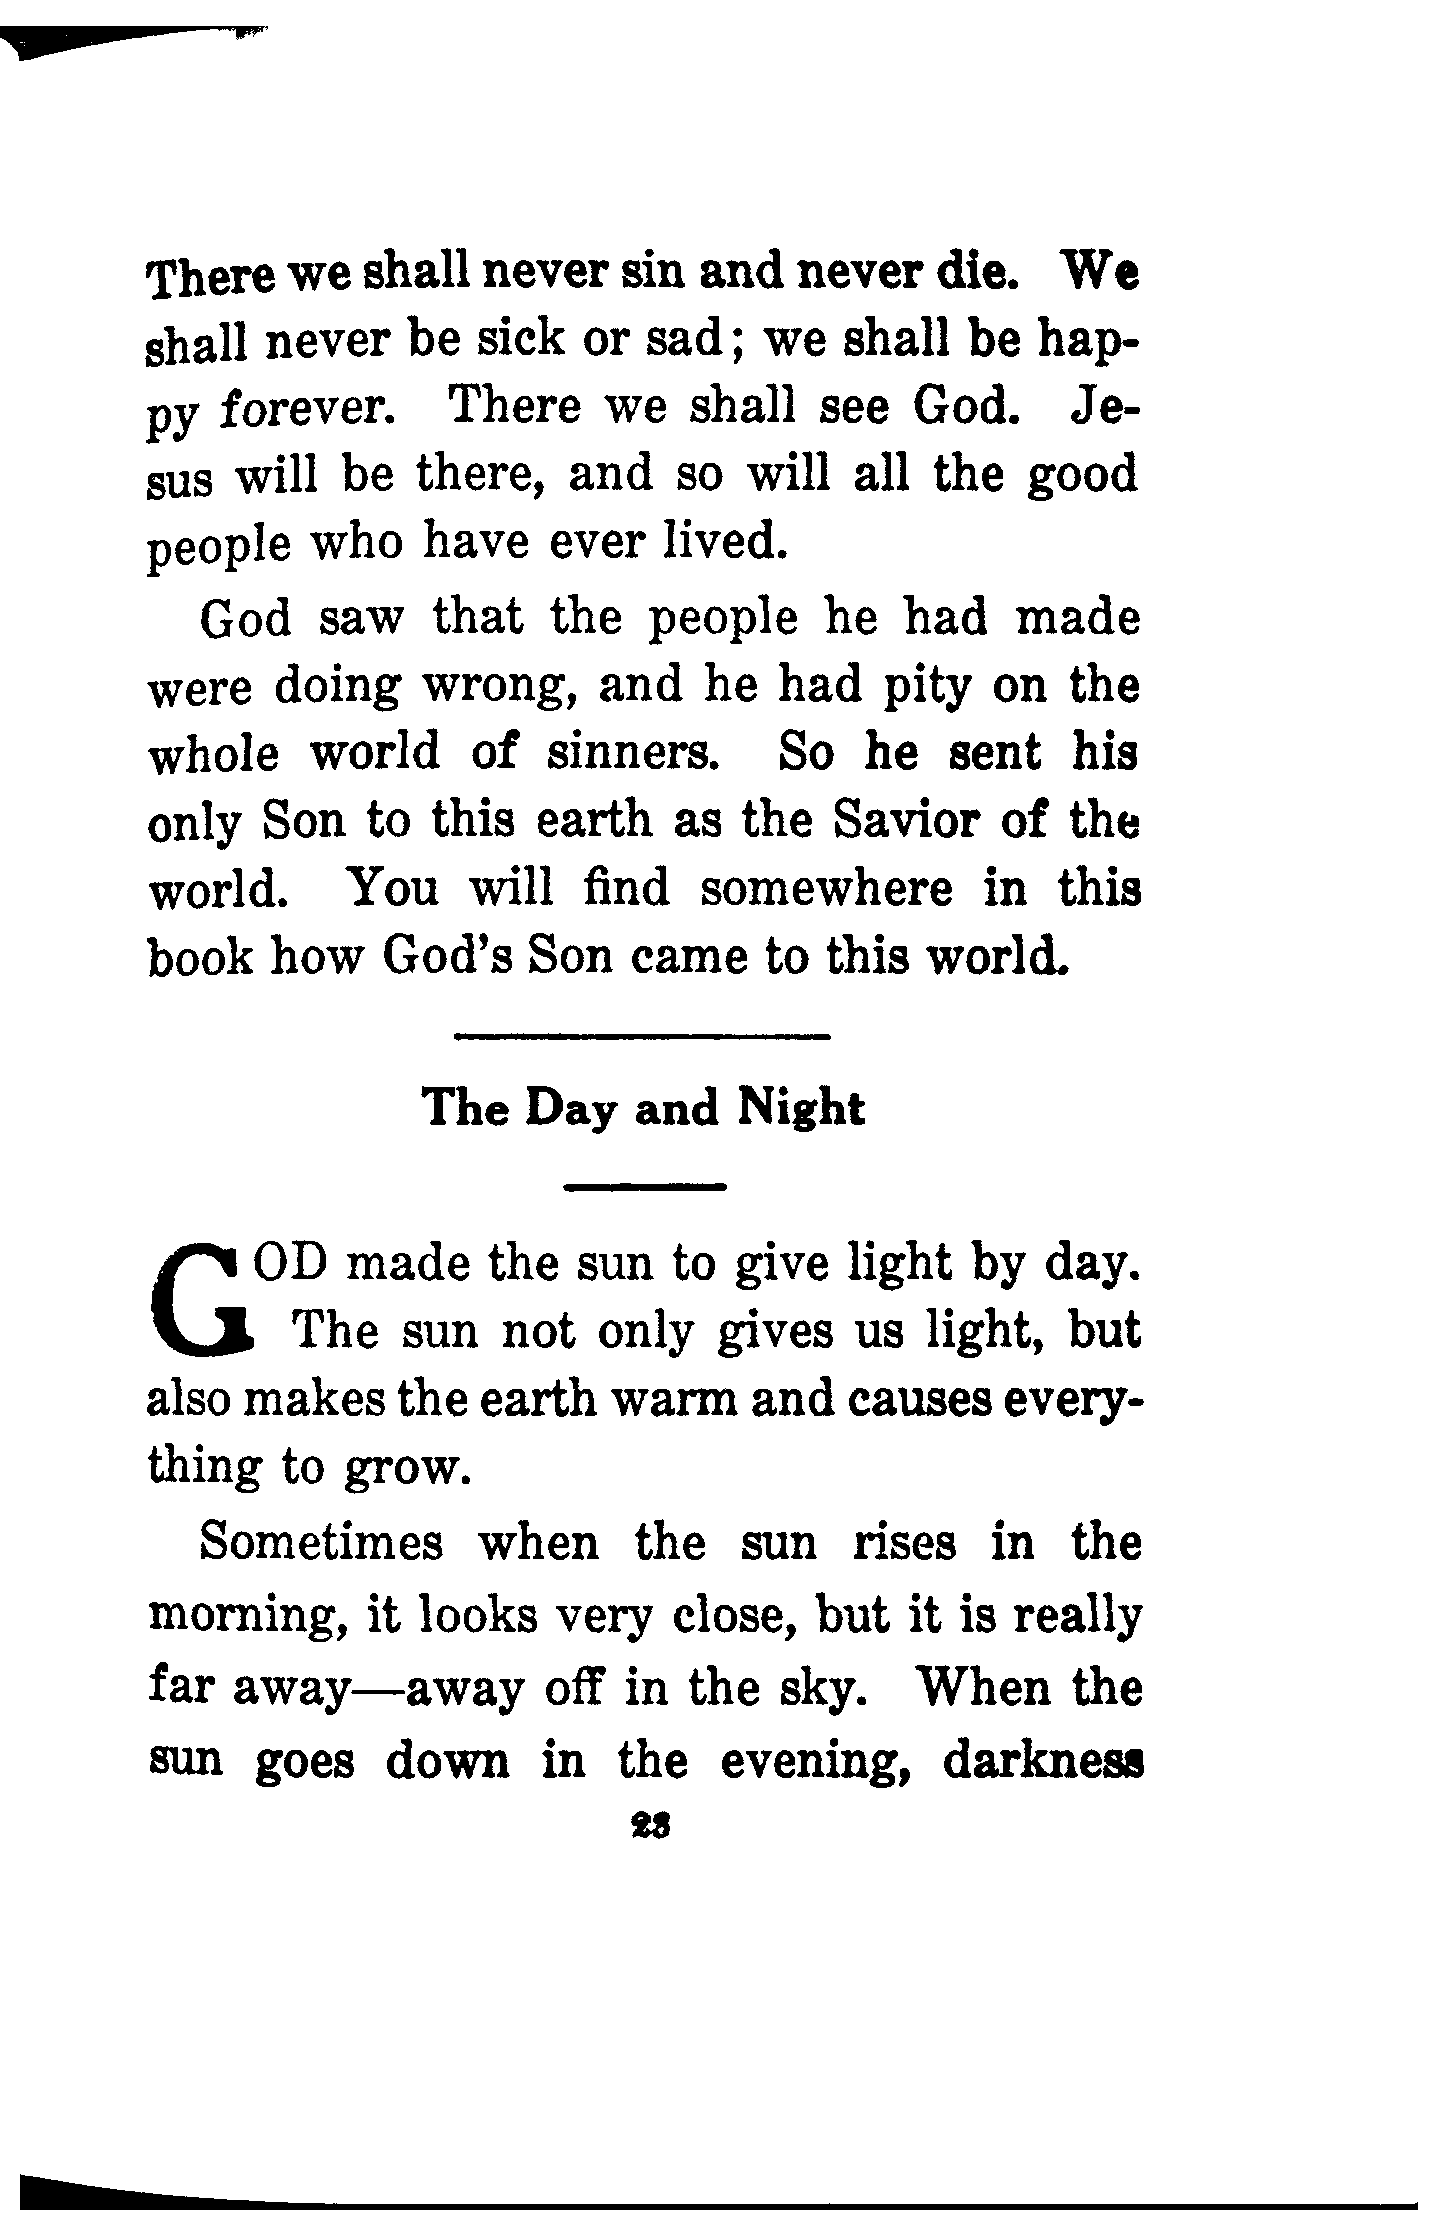 There we shall never sin and never die. We
shall never be sick or sad; we shall be hap-
py forever. There we shall see God. Je-
sus will be there, and so will all the good
people who have ever lived.
God saw that the people he had made
were doing wrong, and he had pity on the
whole world of sinners. So he sent his
only Son to this earth as the Savior of the
world. You will find somewhere in this
book how God's Son came to this world.
The Day and Night
GOD made the sun to give light by day.
The sun not only gives us light, but
also makes the earth warm and causes every-
thing to grow.
Sometimes when the sun rises in the
morning, it looks very close, but it is really
far away—away off in the sky. When the
sun goes down in the evening, darkness
23